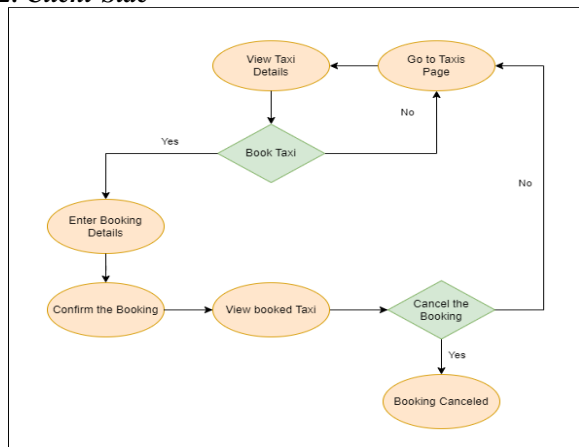 2. Client-Side
View Taxi
Details
Go to Taxis
Page
No
Yes
Book Taxi
No
Enter Booking
Details
Confirm the Booking
View booked Taxi
Cancel the
Booking
Yes
Booking Canceled